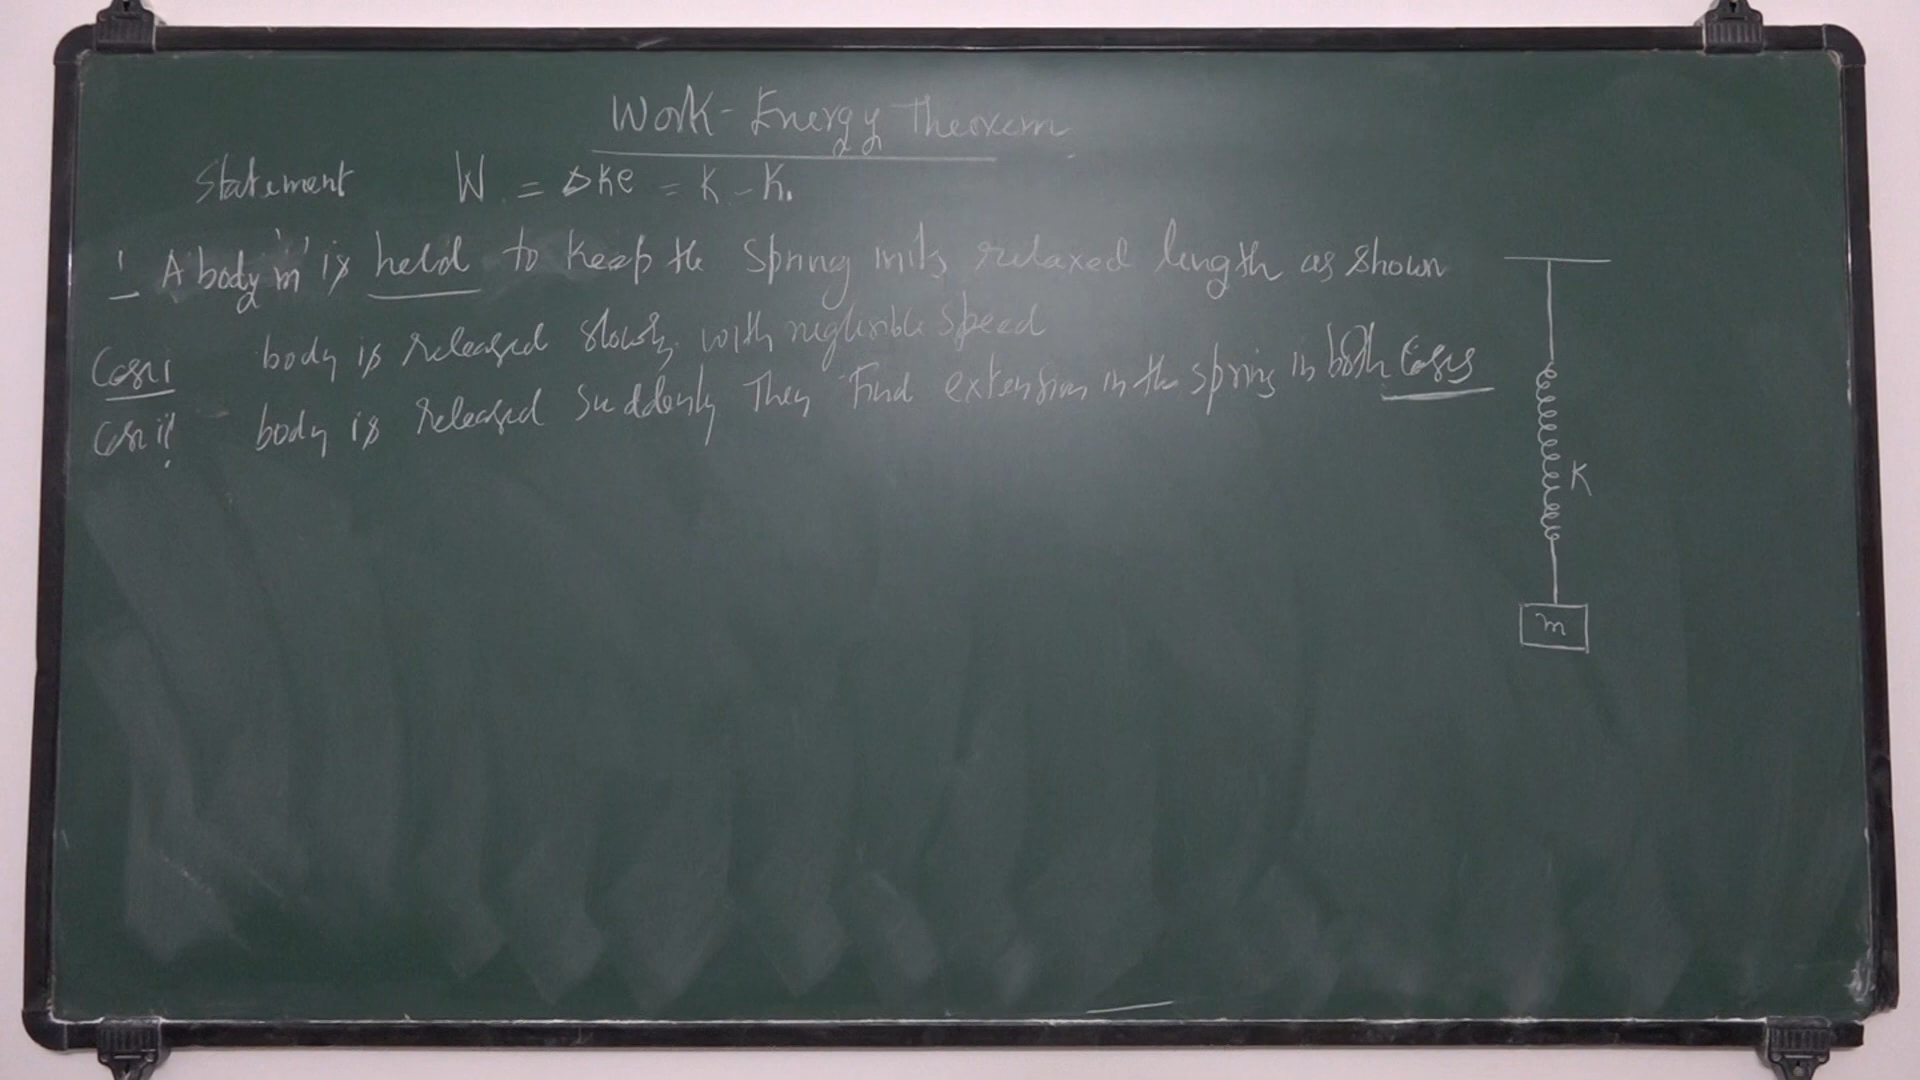 Work-Energy Theorem
Statement W = ΔKe = K - K.
1 A body 'm' is held to keep the spring in its relaxed length as shown
Case i body is released slowly with negligible speed
Case ii body is released suddenly Then Find extension in the spring in both Cases
K
m